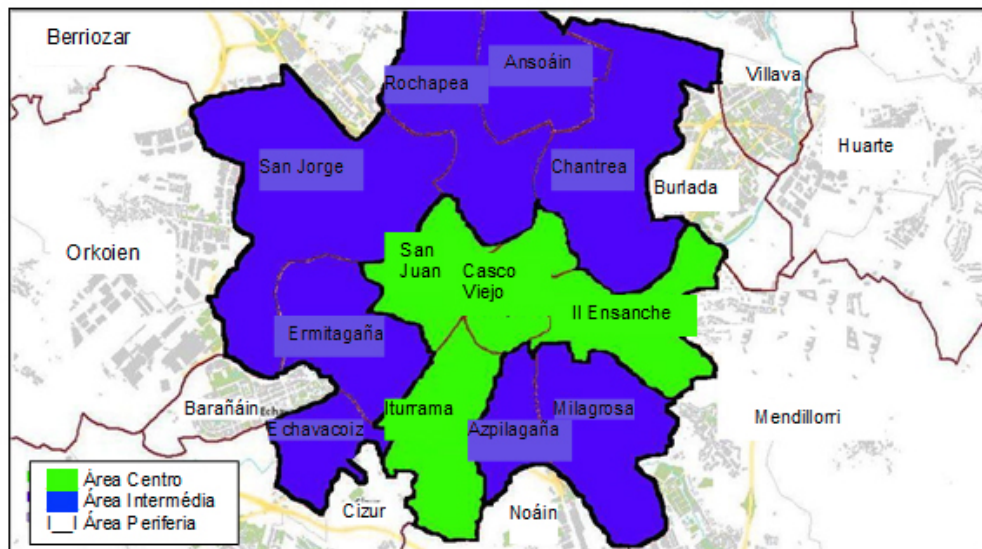 Berriozar
Ansoáin
Rochapea
Villava
Huarte
San Jorge
Chantrea
Burlada
Orkoien
San
Juan
Casco
Viejo
II Ensanche
Ermitagaña
Barañáin
Iturrama
Milagrosa
Mendillorri
Echavacoiz
Azpilagaña
Cízur
Noáin
Área Centro
Área Intermédia
Área Periferia